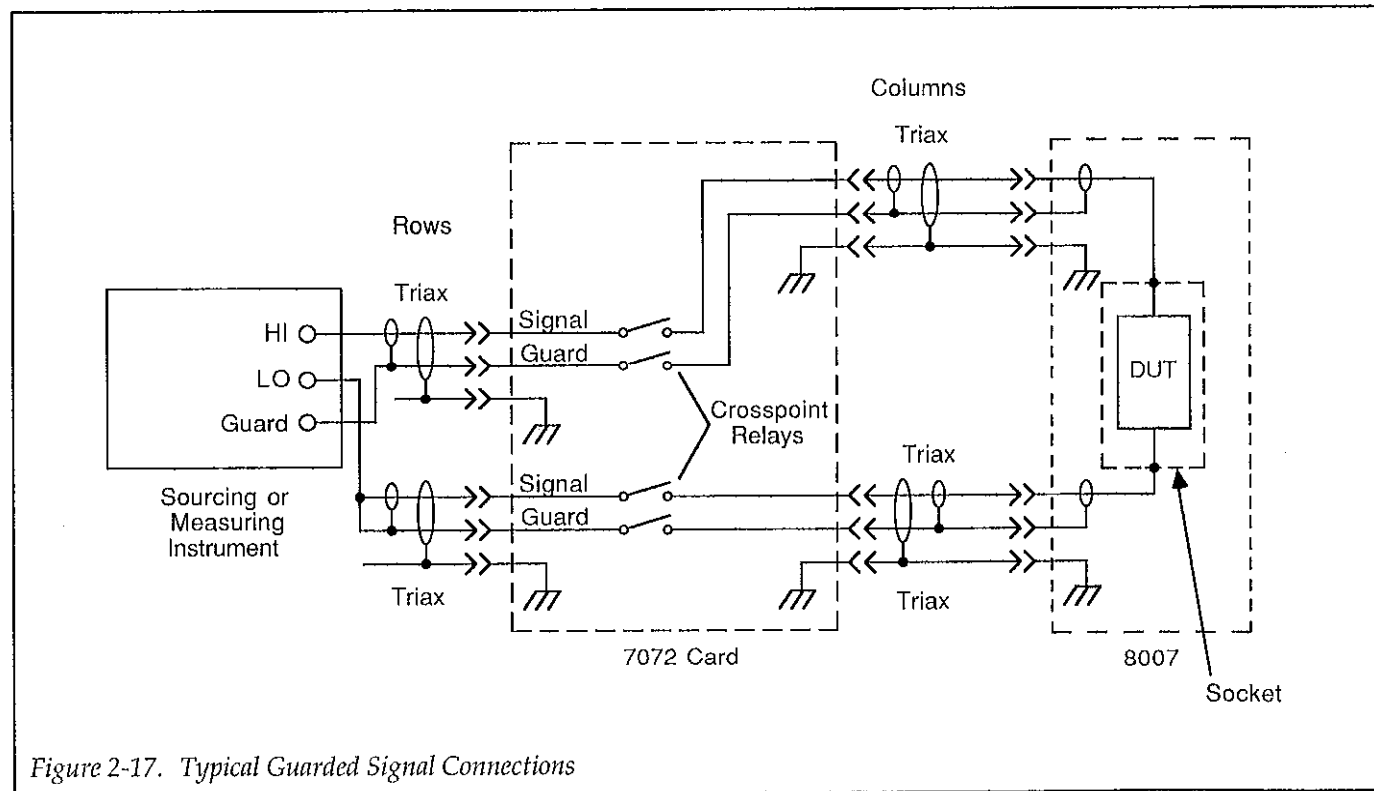 Columns
Triax
Rows
Triax
HI
LO
Guard
Signal
Guard
Crosspoint
Relays
DUT
Sourcing or
Measuring
Instrument
Signal
Guard
Triax
Triax
Triax
7072 Card
8007
Socket
Figure 2-17. Typical Guarded Signal Connections